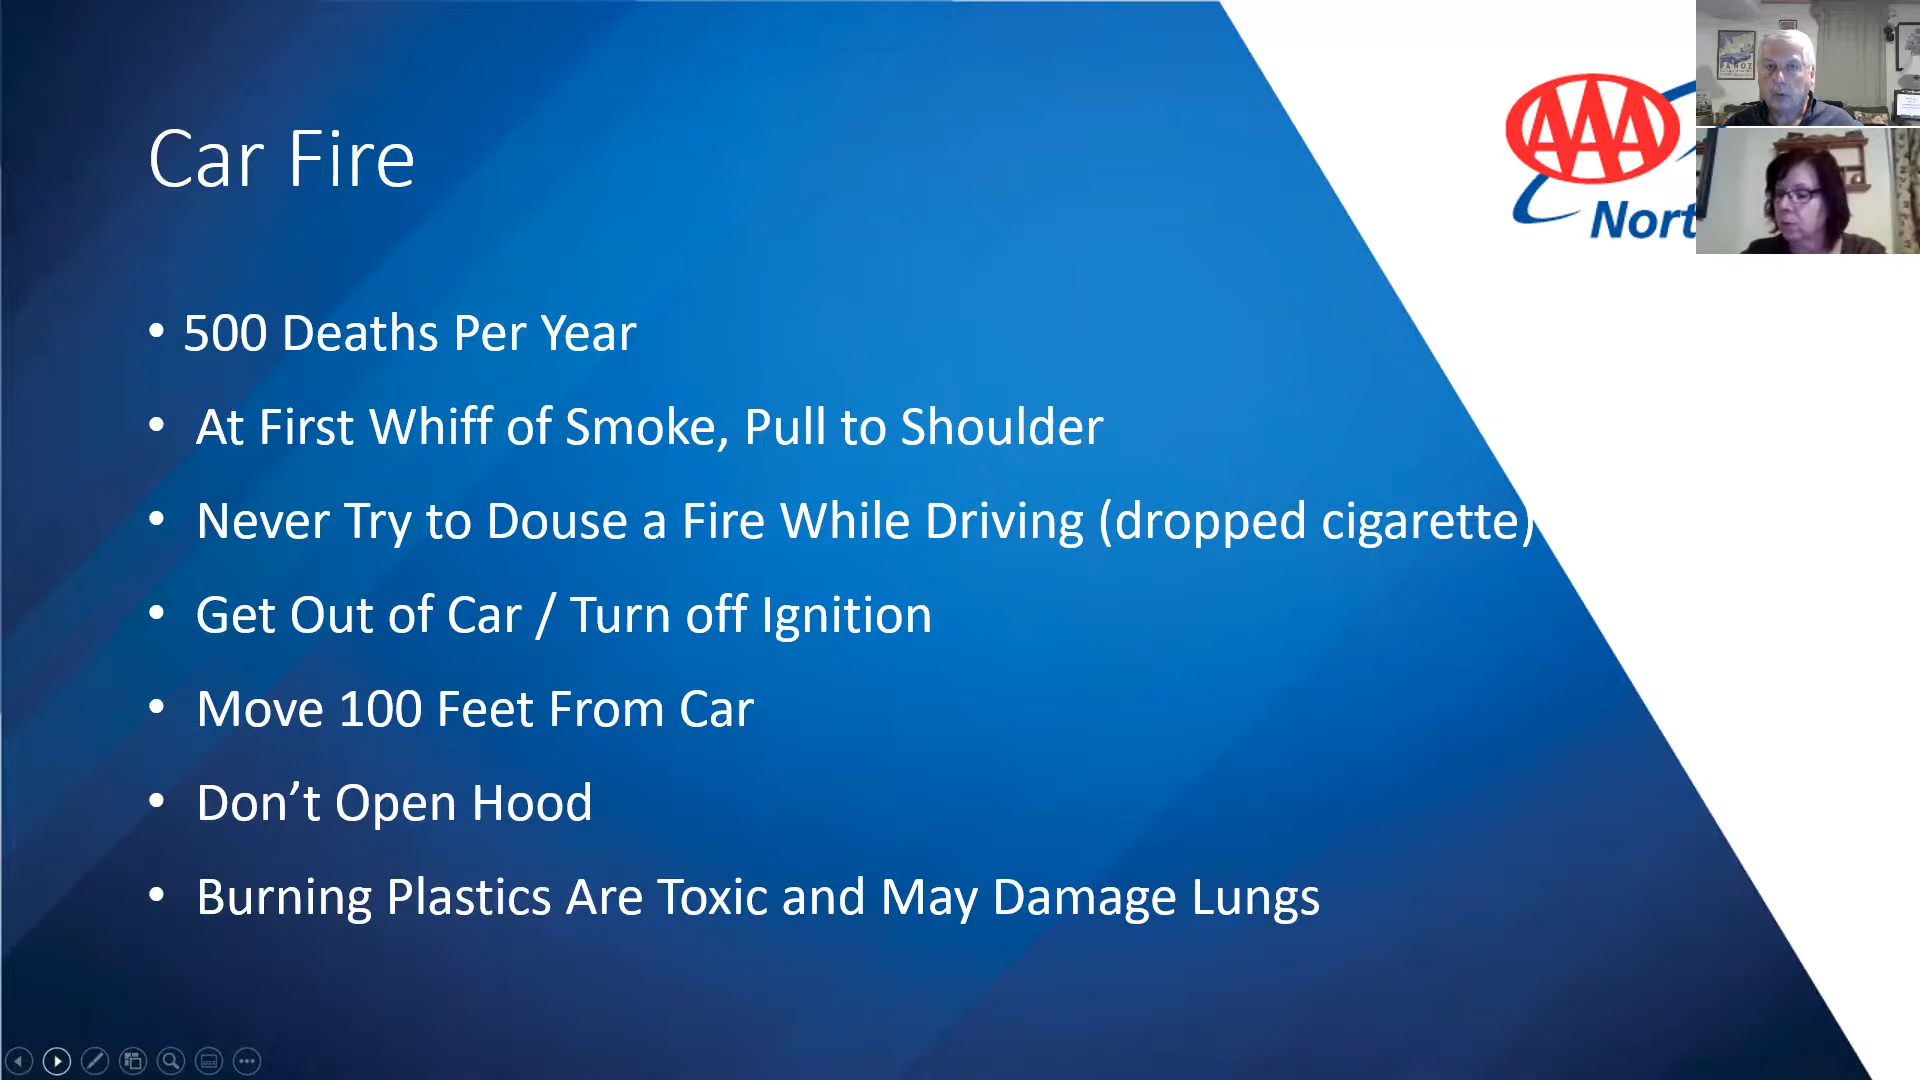 Car Fire
AAA
Nort
• 500 Deaths Per Year
• At First Whiff of Smoke, Pull to Shoulder
• Never Try to Douse a Fire While Driving (dropped cigarette)
• Get Out of Car / Turn off Ignition
• Move 100 Feet From Car
• Don’t Open Hood
• Burning Plastics Are Toxic and May Damage Lungs